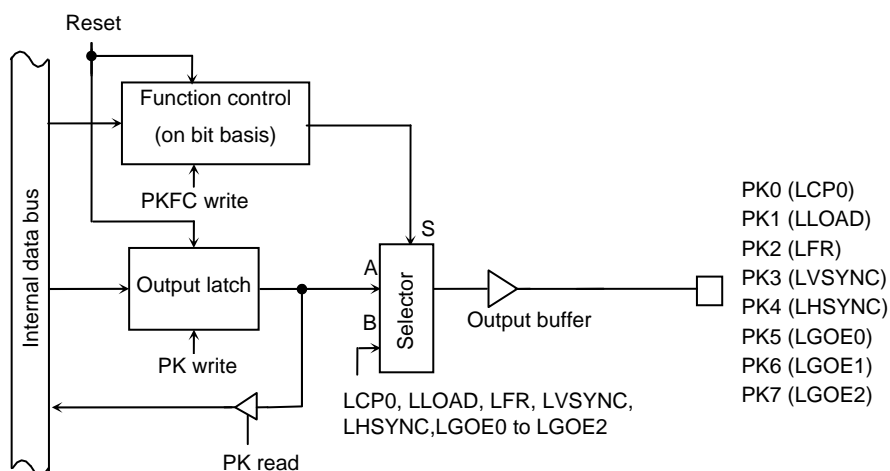 Reset
Internal data bus
Function control
(on bit basis)
PKFC write
Output latch
PK write
PK read
S
A
B
Selector
Output buffer
LCP0, LLOAD, LFR, LVSYNC,
LHSYNC,LGOE0 to LGOE2
PK0 (LCP0)
PK1 (LLOAD)
PK2 (LFR)
PK3 (LVSYNC)
PK4 (LHSYNC)
PK5 (LGOE0)
PK6 (LGOE1)
PK7 (LGOE2)